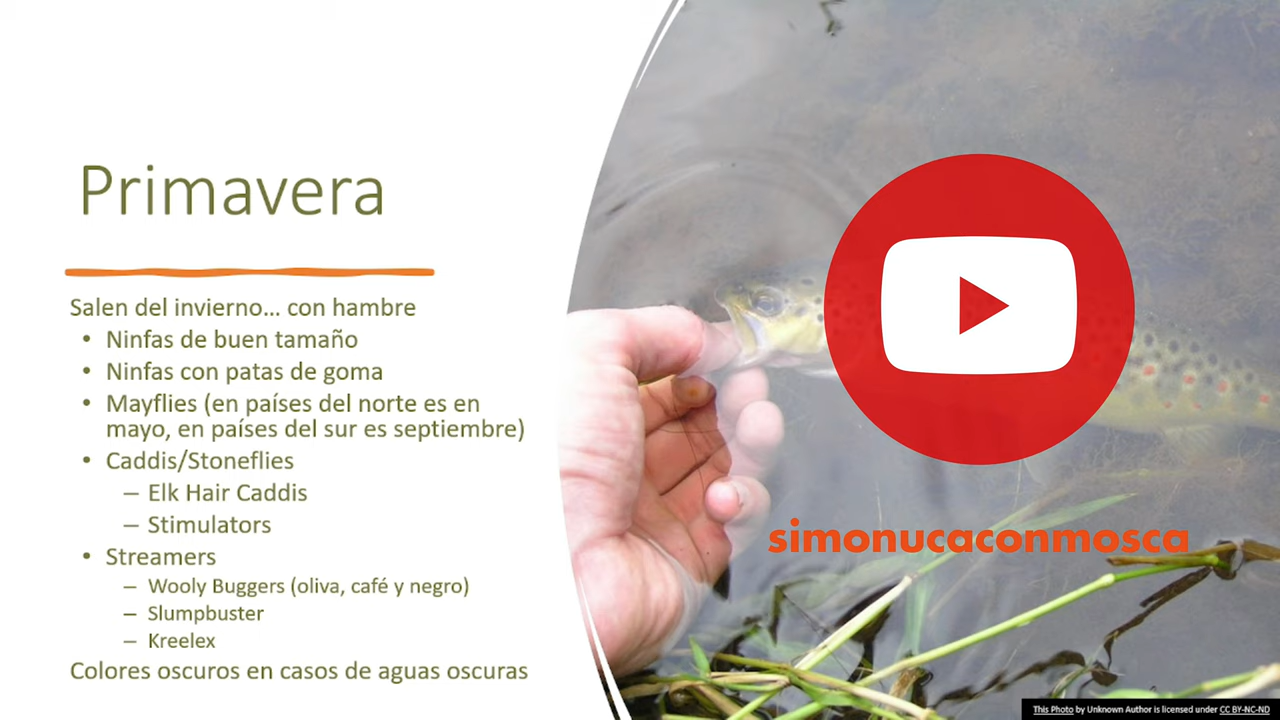 Primavera
Salen del invierno... con hambre
• Ninfas de buen tamaño
• Ninfas con patas de goma
• Mayflies (en países del norte es en
mayo, en países del sur es septiembre)
• Caddis/Stoneflies
– Elk Hair Caddis
– Stimulators
• Streamers
– Wooly Buggers (oliva, café y negro)
– Slumpbuster
– Kreelex
Colores oscuros en casos de aguas oscuras
simonucaconmosca
This Photo by Unknown Author is licensed under CC BY-NC-ND